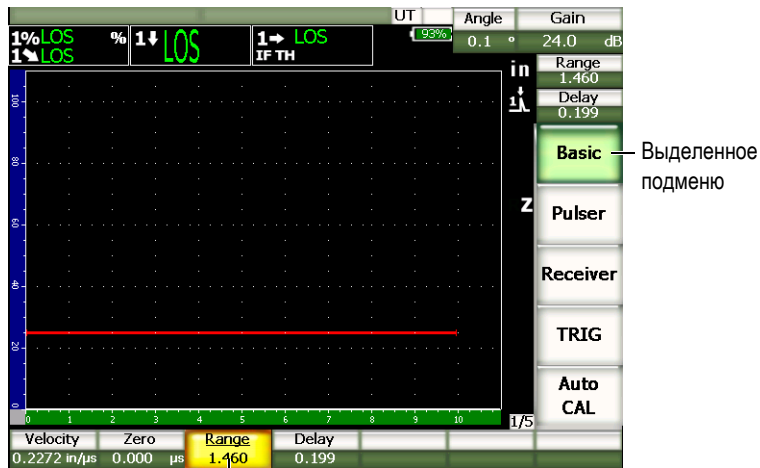 UT
Angle
Gain
1%LOS % 1 LOS 1 LOS
1 LOS IF TH
93%
0.1 °
24.0 dB
in
Range
1.460
Delay
0.199
1
Basic
Выделенное
подменю
Z
Pulser
Receiver
TRIG
Auto
CAL
100
80
60
40
20
0
0 1 2 3 4 5 6 7 8 9 10
1/5
Velocity Zero Range Delay
0.2272 in/µs 0.000 µs 1.460 0.199